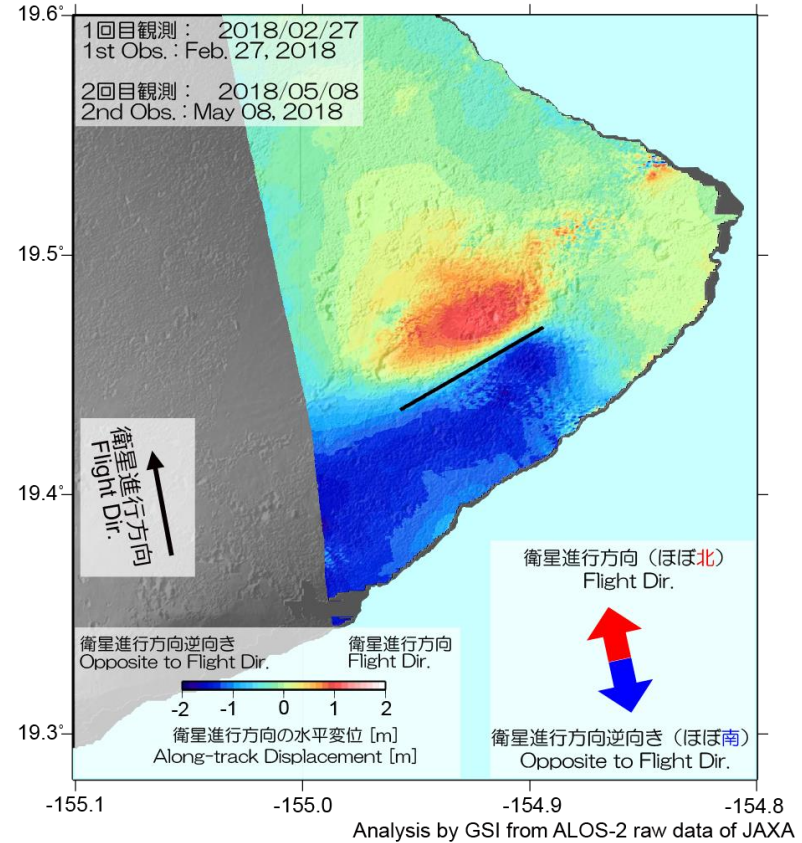 19.6°
1回目観測： 2018/02/27
1st Obs. : Feb. 27, 2018
2回目観測： 2018/05/08
2nd Obs. : May 08, 2018
19.5°
19.4°
衛星進行方向
Flight Dir.
衛星進行方向（ほぼ北）
Flight Dir.
衛星進行方向逆向き（ほぼ南）
Opposite to Flight Dir.
衛星進行方向逆向き
Opposite to Flight Dir.
衛星進行方向
Flight Dir.
-2 -1 0 1 2
衛星進行方向の水平変位 [m]
Along-track Displacement [m]
19.3°
-155.1 -155.0 -154.9 -154.8
Analysis by GSI from ALOS-2 raw data of JAXA